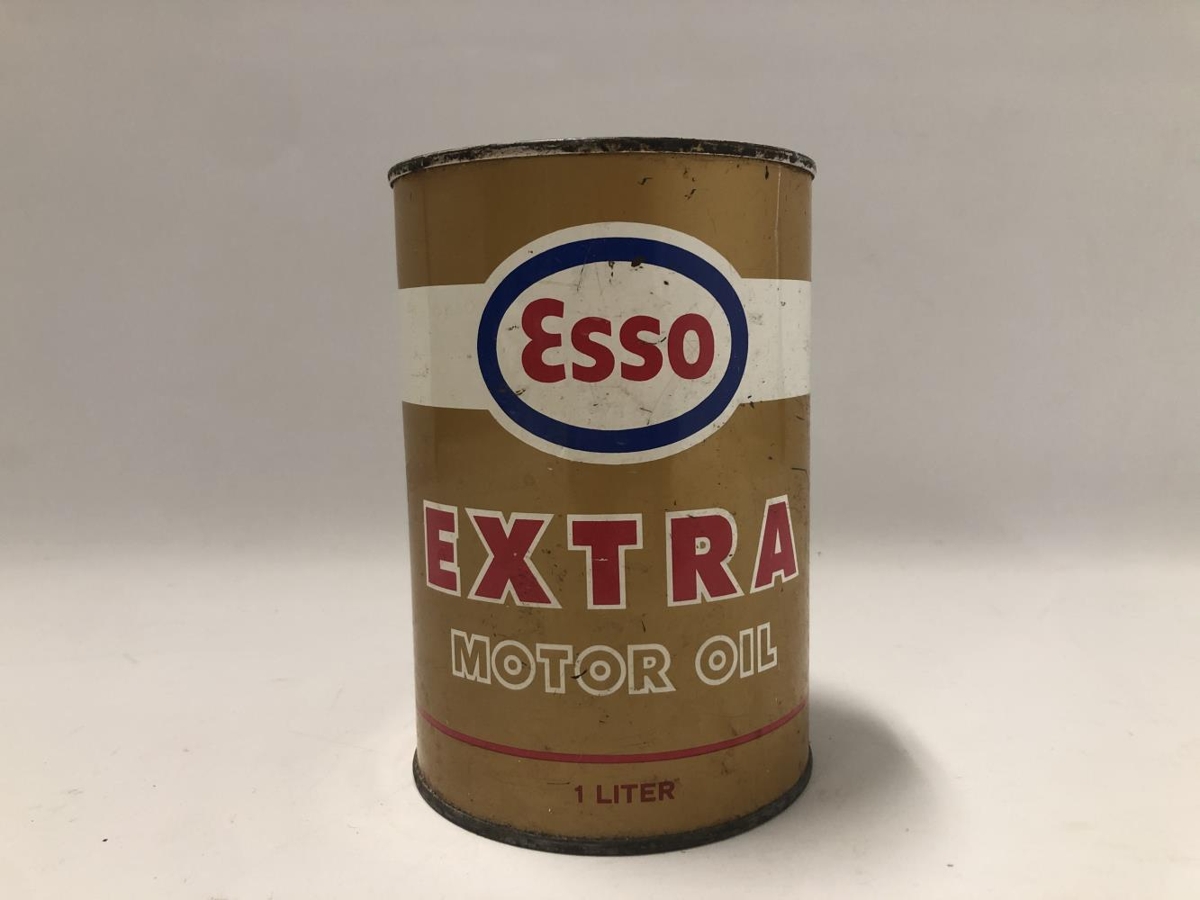 Esso
EXTRA
MOTOR OIL
1 LITER